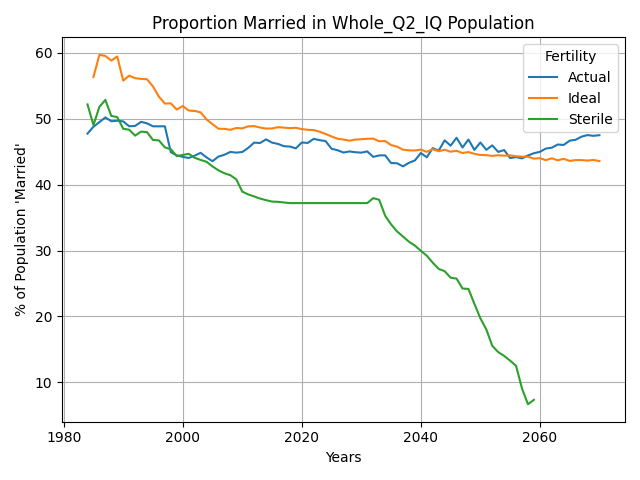 Proportion Married in Whole_Q2_IQ Population
Fertility
Actual
Ideal
Sterile
% of Population 'Married'
60
50
40
30
20
10
1980
2000
2020
2040
2060
Years